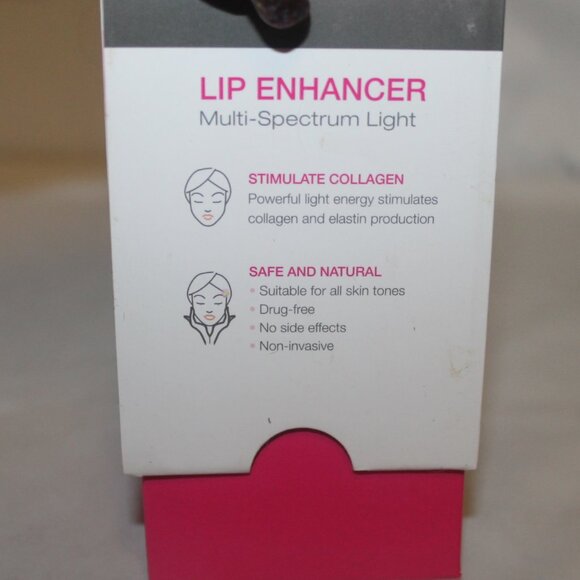 LIP ENHANCER
Multi-Spectrum Light
STIMULATE COLLAGEN
Powerful light energy stimulates
collagen and elastin production
SAFE AND NATURAL
• Suitable for all skin tones
• Drug-free
• No side effects
• Non-invasive